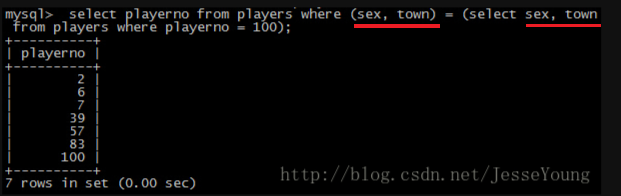 mysql> select playerno from players where (sex, town) = (select sex, town
from players where playerno = 100);
+----------+
| playerno |
+----------+
| 2 |
| 6 |
| 7 |
| 39 |
| 57 |
| 83 |
| 100 |
+----------+
7 rows in set (0.00 sec)
http://blog.csdn.net/JesseYoung